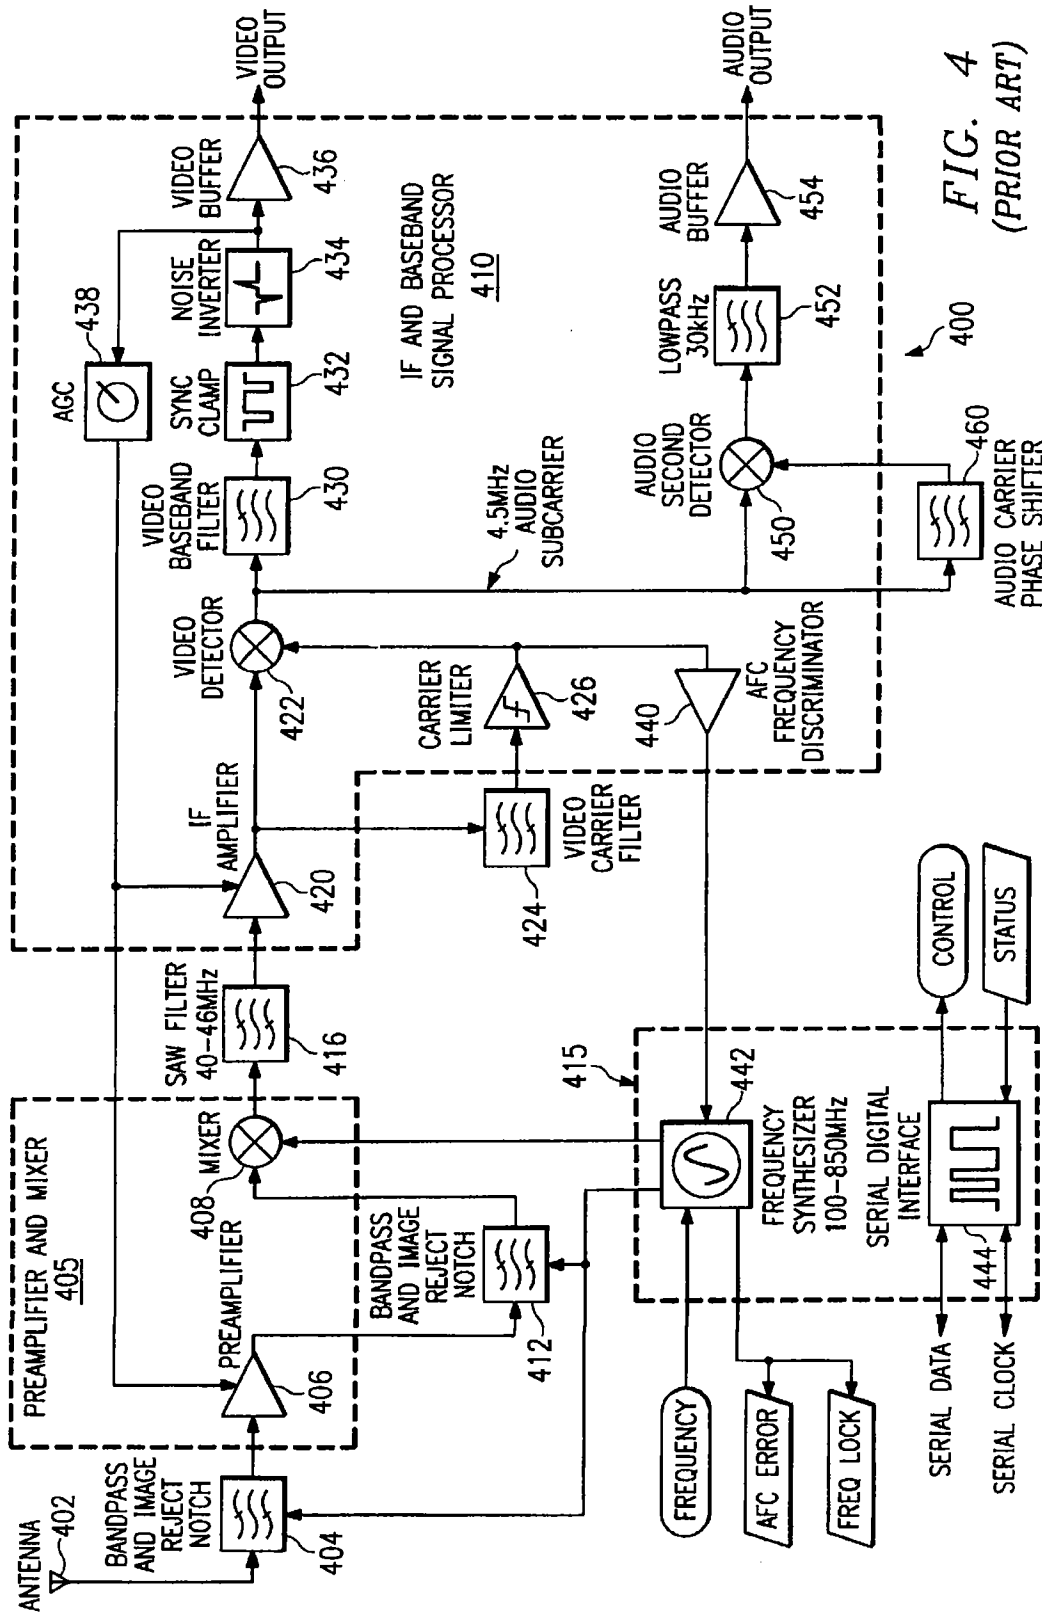 ANTENNA
402
BANDPASS
AND IMAGE
REJECT
NOTCH
404
PREAMPLIFIER AND MIXER
405
PREAMPLIFIER
406
BANDPASS
AND IMAGE
REJECT
NOTCH
412
MIXER
408
SAW FILTER
40-46MHz
416
IF
AMPLIFIER
420
VIDEO
DETECTOR
422
VIDEO
CARRIER
FILTER
424
CARRIER
LIMITER
426
VIDEO
BASEBAND
FILTER
430
SYNC
CLAMP
432
NOISE
INVERTER
434
VIDEO
BUFFER
436
VIDEO
OUTPUT
AGC
438
IF AND BASEBAND
SIGNAL PROCESSOR
410
4.5MHz
AUDIO
SUBCARRIER
AUDIO
SECOND
DETECTOR
450
LOWPASS
30kHz
452
AUDIO
BUFFER
454
AUDIO
OUTPUT
440
AFC
FREQUENCY
DISCRIMINATOR
460
AUDIO CARRIER
PHASE SHIFTER
415
442
FREQUENCY
SYNTHESIZER
100-850MHz
SERIAL DIGITAL
INTERFACE
444
FREQUENCY
AFC ERROR
FREQ LOCK
SERIAL DATA
SERIAL CLOCK
CONTROL
STATUS
400
FIG. 4
(PRIOR ART)